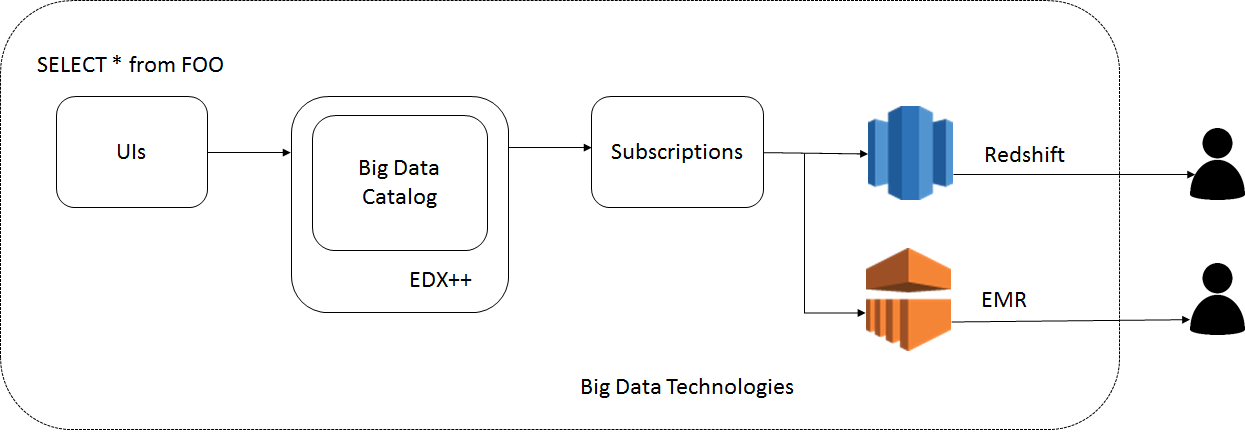 SELECT * from FOO
UIs
Big Data
Catalog
EDX++
Subscriptions
Redshift
EMR
Big Data Technologies